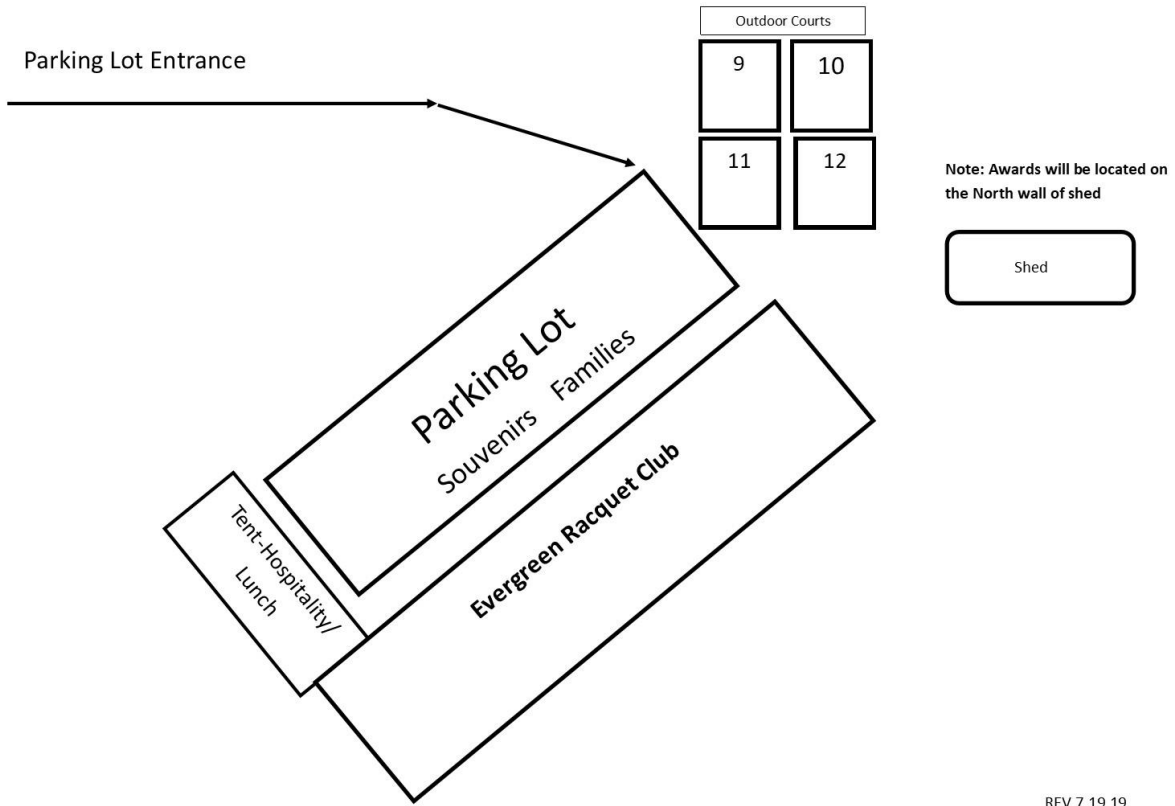 Outdoor Courts
Parking Lot Entrance
9
10
11
12
Note: Awards will be located on
the North wall of shed
Shed
Parking Lot
Souvenirs Families
Evergreen Racquet Club
Tent-Hospitality/
Lunch
REV 7.19.19